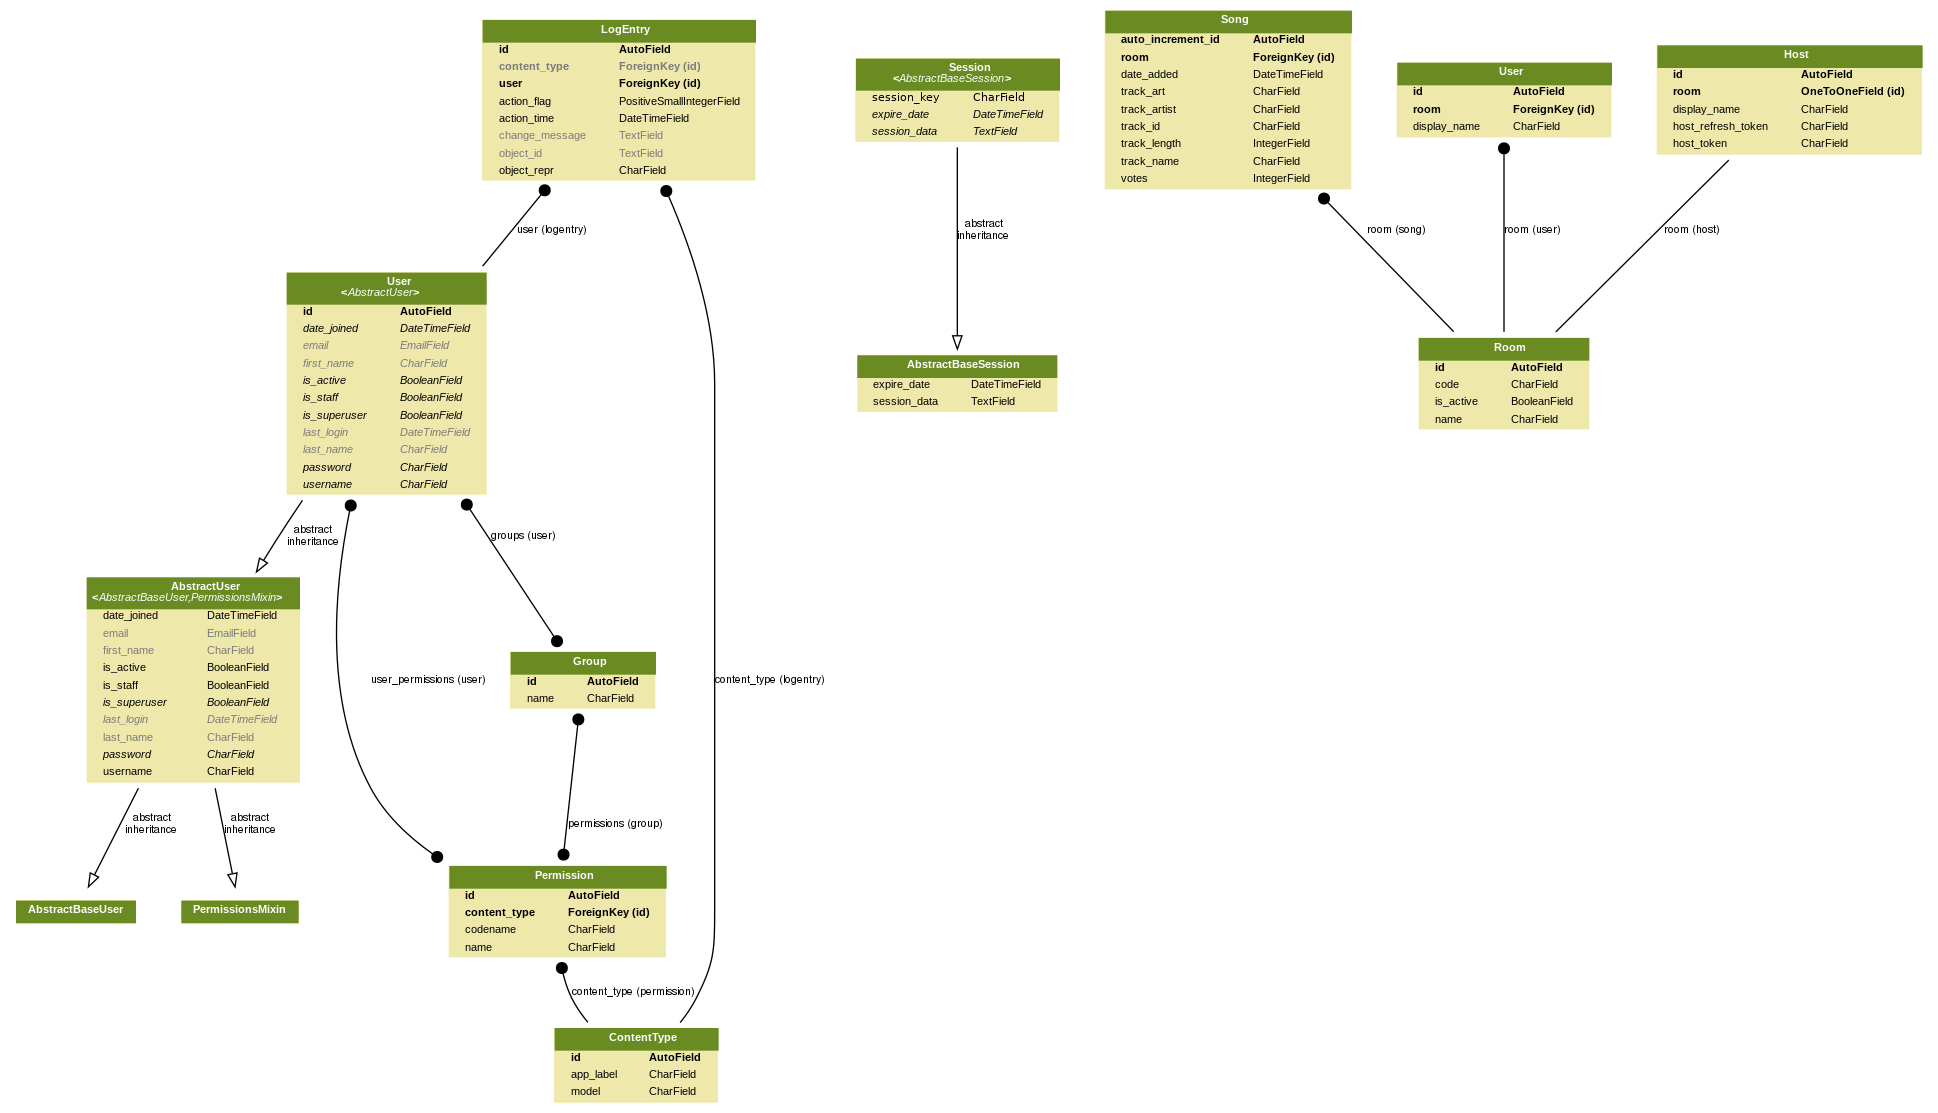 LogEntry
id AutoField
content_type ForeignKey (id)
user ForeignKey (id)
action_flag PositiveSmallIntegerField
action_time DateTimeField
change_message TextField
object_id TextField
object_repr CharField
user (logentry)
User
<AbstractUser>
id AutoField
date_joined DateTimeField
email EmailField
first_name CharField
is_active BooleanField
is_staff BooleanField
is_superuser BooleanField
last_login DateTimeField
last_name CharField
password CharField
username CharField
abstract
inheritance
groups (user)
AbstractUser
<AbstractBaseUser,PermissionsMixin>
date_joined DateTimeField
email EmailField
first_name CharField
is_active BooleanField
is_staff BooleanField
is_superuser BooleanField
last_login DateTimeField
last_name CharField
password CharField
username CharField
user_permissions (user)
Group
id AutoField
name CharField
content_type (logentry)
abstract
inheritance
abstract
inheritance
permissions (group)
AbstractBaseUser
PermissionsMixin
Permission
id AutoField
content_type ForeignKey (id)
codename CharField
name CharField
content_type (permission)
ContentType
id AutoField
app_label CharField
model CharField
Session
<AbstractBaseSession>
session_key CharField
expire_date DateTimeField
session_data TextField
abstract
inheritance
AbstractBaseSession
expire_date DateTimeField
session_data TextField
Song
auto_increment_id AutoField
room ForeignKey (id)
date_added DateTimeField
track_art CharField
track_artist CharField
track_id CharField
track_length IntegerField
track_name CharField
votes IntegerField
User
id AutoField
room ForeignKey (id)
display_name CharField
Host
id AutoField
room OneToOneField (id)
display_name CharField
host_refresh_token CharField
host_token CharField
room (song)
room (user)
room (host)
Room
id AutoField
code CharField
is_active BooleanField
name CharField